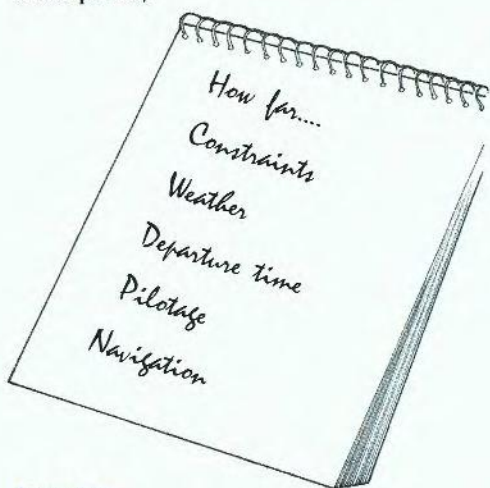 How far....
Constraints
Weather
Departure time
Pilotage
Navigation